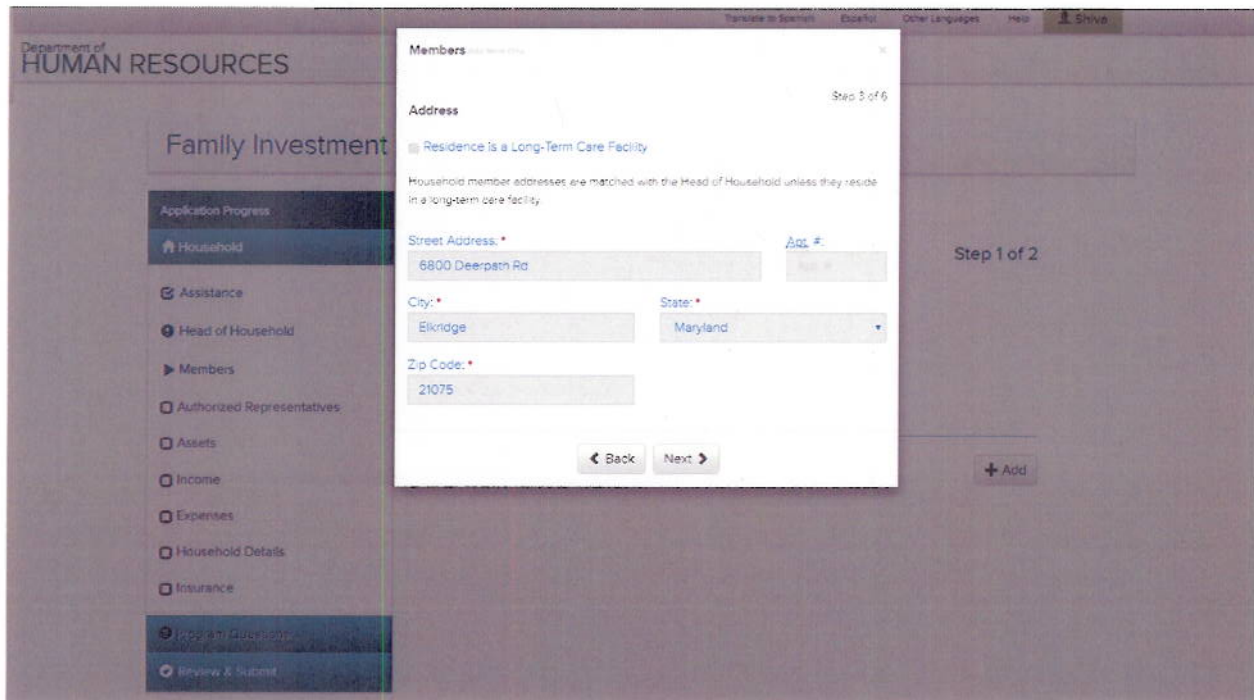 Translate to Spanish Español Other Languages Help Shiva
Department of
HUMAN RESOURCES
Members
Step 3 of 6
Address
Family Investment
Residence is a Long-Term Care Facility
Household member addresses are matched with the Head of Household unless they reside
in a long-term care facility.
Application Progress
Household
Street Address: * Apt. #:
6800 Deerpath Rd
Step 1 of 2
Assistance
City: * State: *
Elkridge Maryland
Head of Household
Members
Zip Code: *
21075
Authorized Representatives
Assets
Back Next
Income
Add
Expenses
Household Details
Insurance
Program Questions
Review & Submit